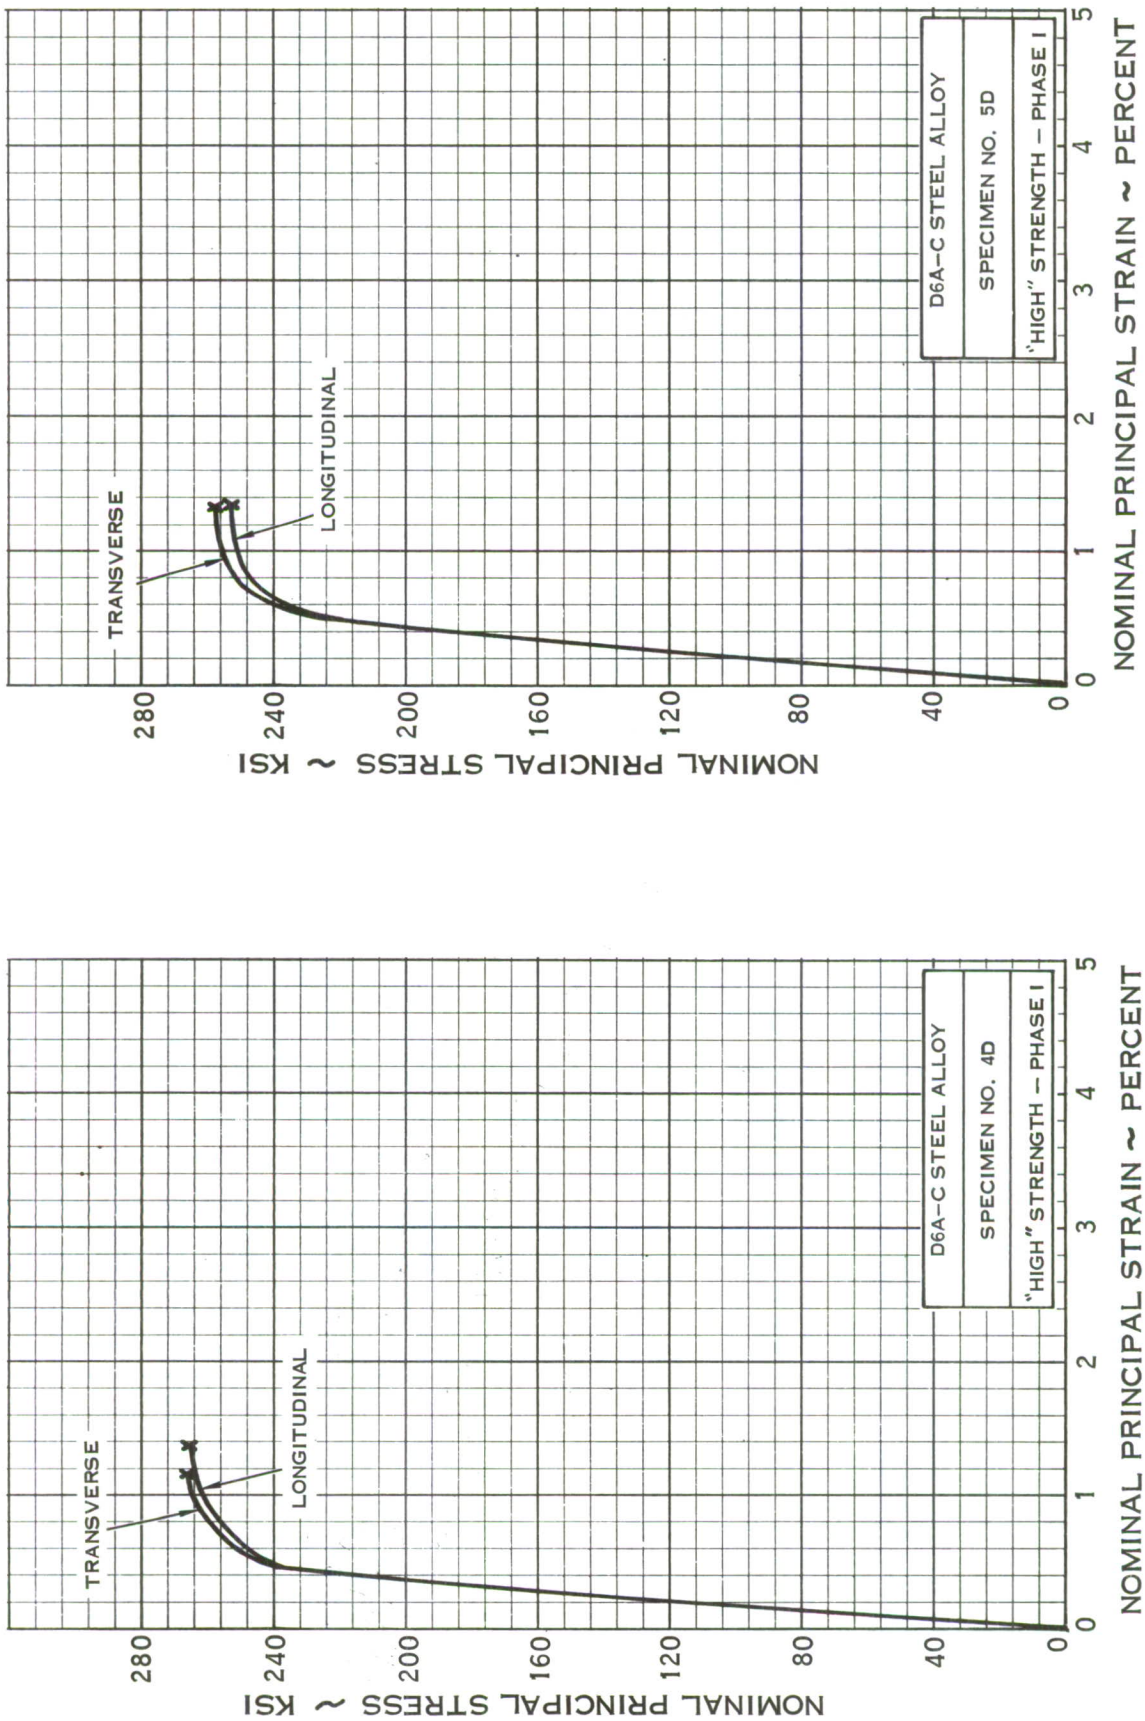 NOMINAL PRINCIPAL STRESS ~ KSI
280
240
200
160
120
80
40
0
TRANSVERSE
LONGITUDINAL
D6A-C STEEL ALLOY
SPECIMEN NO. 4D
"HIGH" STRENGTH - PHASE I
0 1 2 3 4 5
NOMINAL PRINCIPAL STRAIN ~ PERCENT
NOMINAL PRINCIPAL STRESS ~ KSI
280
240
200
160
120
80
40
0
TRANSVERSE
LONGITUDINAL
D6A-C STEEL ALLOY
SPECIMEN NO. 5D
"HIGH" STRENGTH - PHASE I
0 1 2 3 4 5
NOMINAL PRINCIPAL STRAIN ~ PERCENT